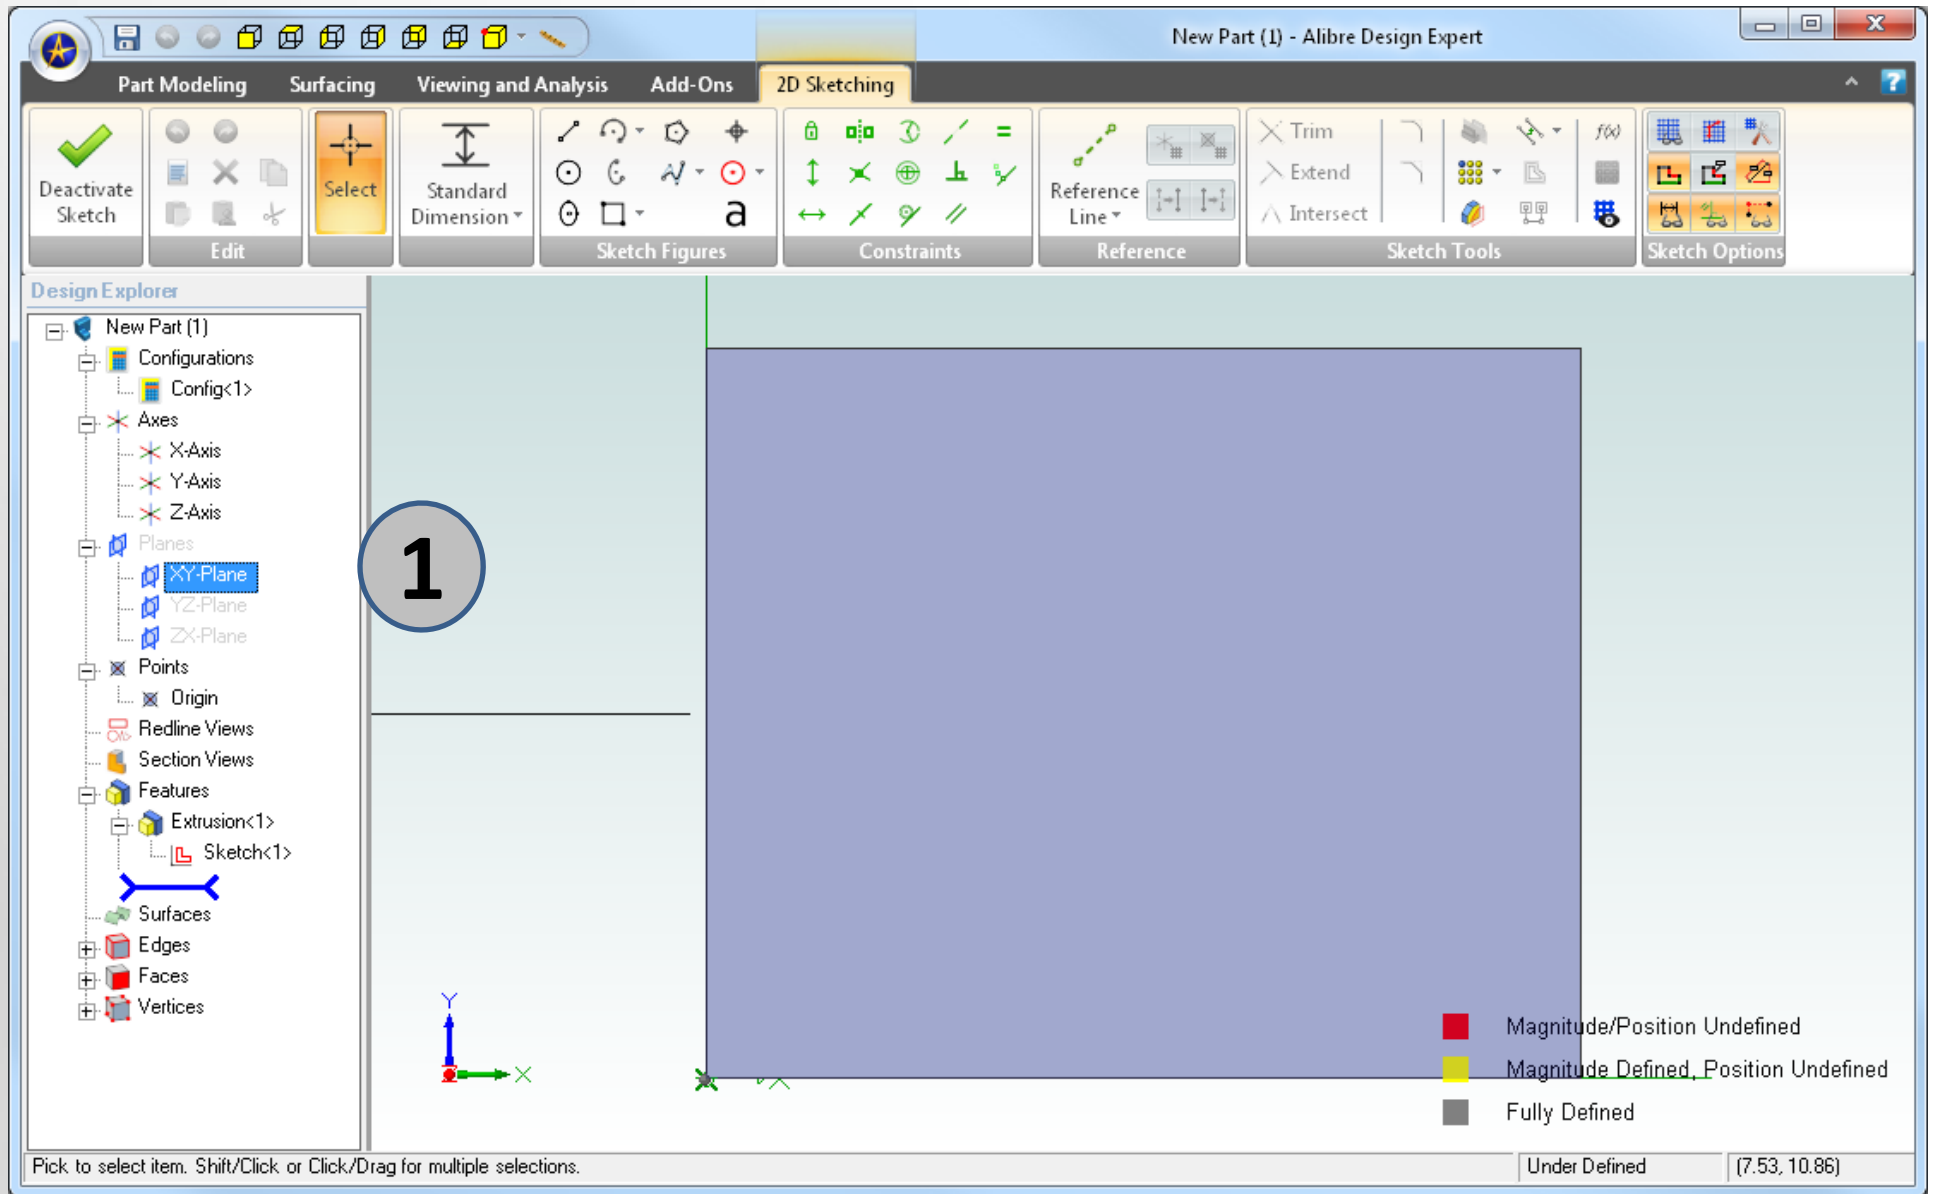 New Part (1) - Alibre Design Expert
Part Modeling Surfacing Viewing and Analysis Add-Ons 2D Sketching
Deactivate Sketch
Edit
Select
Standard Dimension
a
Sketch Figures
Constraints
Reference Line
Reference
Trim
Extend
Intersect
f(x)
Sketch Tools
Sketch Options
Design Explorer
New Part (1)
Configurations
Config<1>
Axes
X-Axis
Y-Axis
Z-Axis
Planes
XY-Plane
YZ-Plane
ZX-Plane
Points
Origin
Redline Views
Section Views
Features
Extrusion<1>
Sketch<1>
Surfaces
Edges
Faces
Vertices
1
Y
X
X
Magnitude/Position Undefined
Magnitude Defined, Position Undefined
Fully Defined
Pick to select item. Shift/Click or Click/Drag for multiple selections.
Under Defined
(7.53, 10.86)